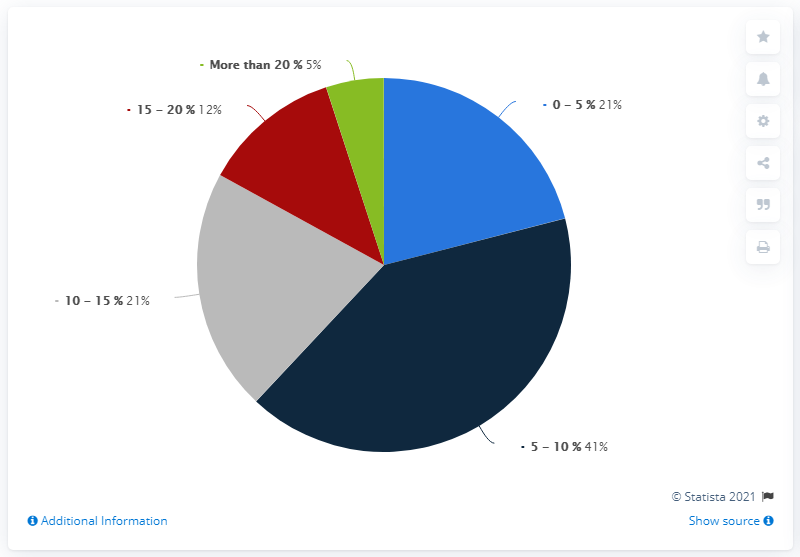 More than 20 % 5%
0 – 5 % 21%
15 – 20 % 12%
10 – 15 % 21%
5 – 10 % 41%
© Statista 2021
Additional Information
Show source